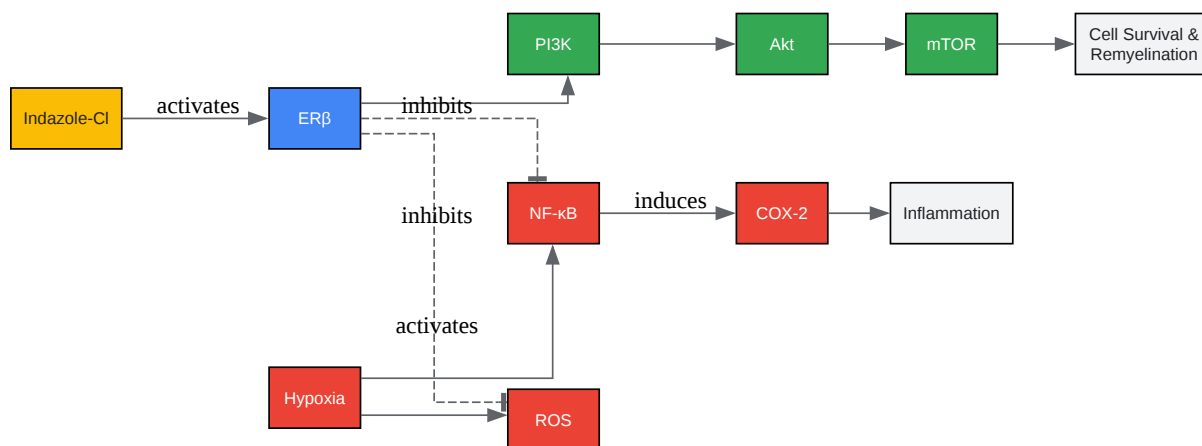 PI3K
Akt
mTOR
Cell Survival &
Remyelination
Indazole-Cl
activates
ERβ
inhibits
NF-κB
induces
COX-2
Inflammation
inhibits
activates
Hypoxia
ROS